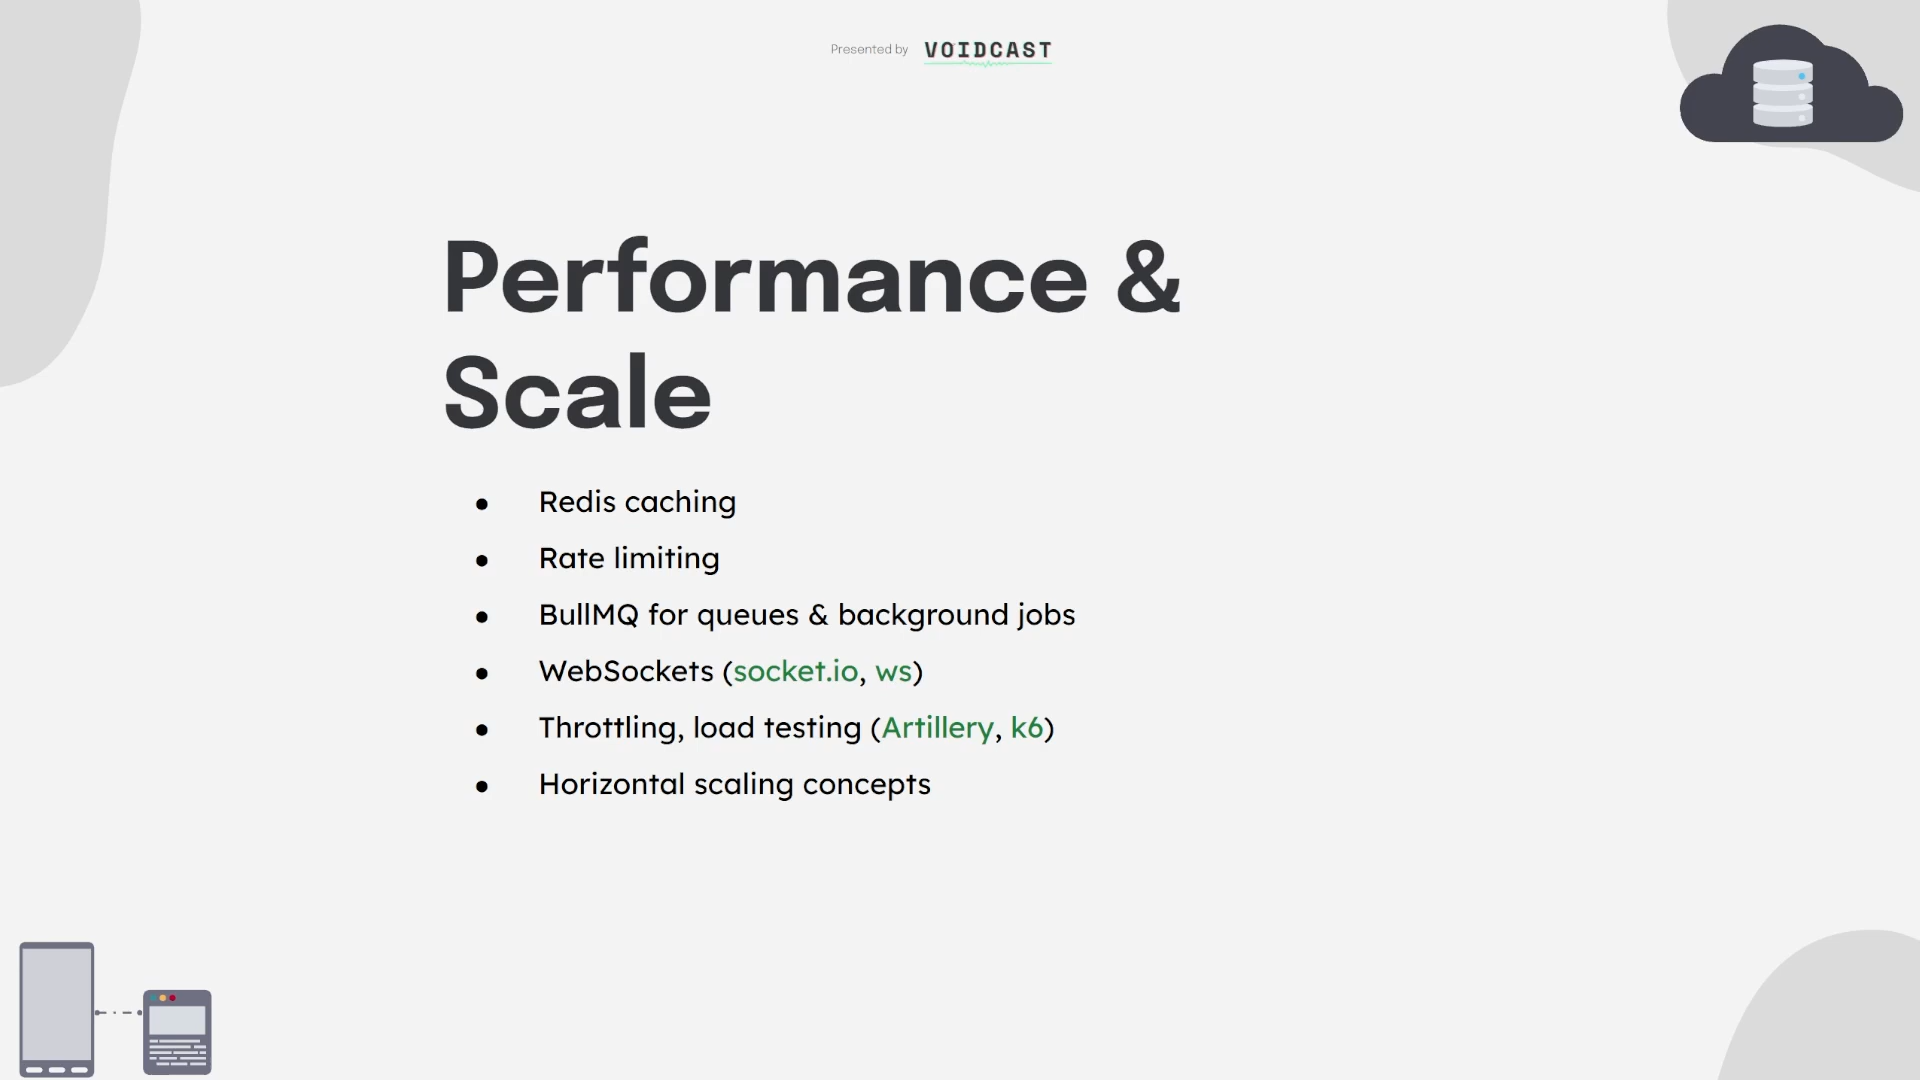 Presented by VOIDCAST
Performance &
Scale
● Redis caching
● Rate limiting
● BullMQ for queues & background jobs
● WebSockets (socket.io, ws)
● Throttling, load testing (Artillery, k6)
● Horizontal scaling concepts